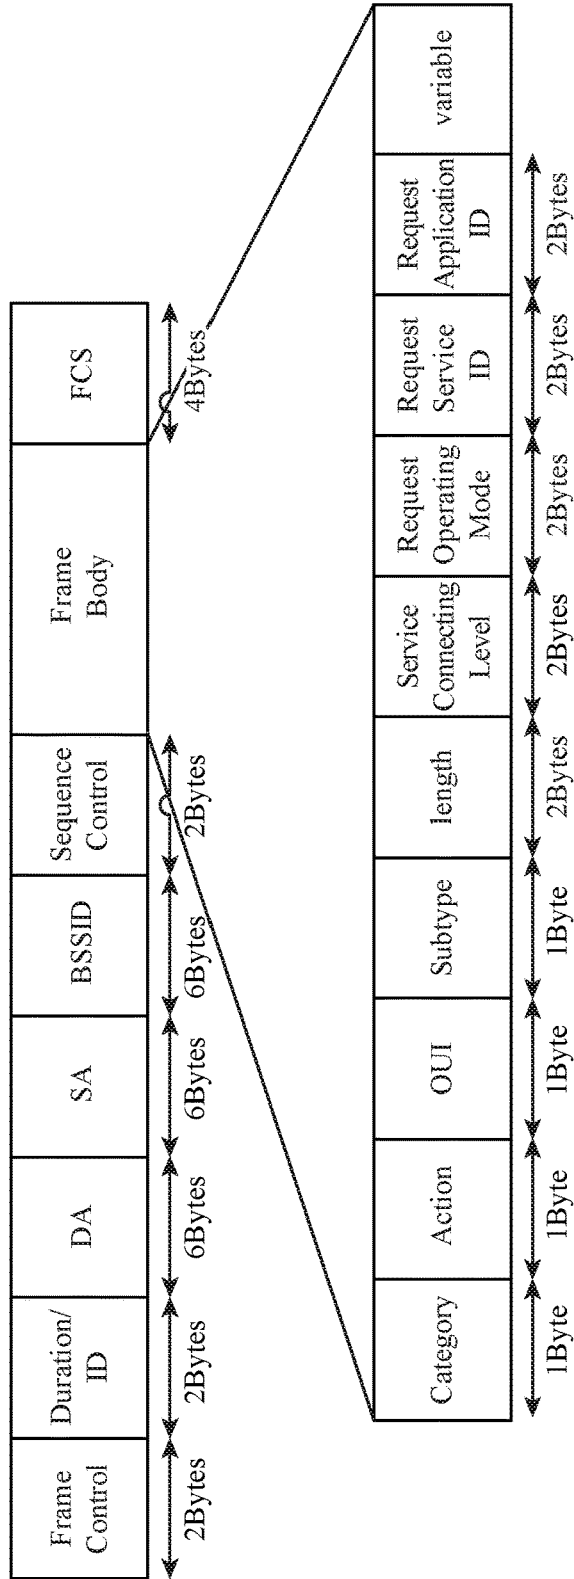 Frame
Control
Duration/
ID
DA
SA
BSSID
Sequence
Control
Frame
Body
FCS
2Bytes
2Bytes
6Bytes
6Bytes
6Bytes
2Bytes
4Bytes
Category
Action
OUI
Subtype
length
Service
Connecting
Level
Request
Operating
Mode
Request
Service
ID
Request
Application
ID
variable
1Byte
1Byte
1Byte
1Byte
2Bytes
2Bytes
2Bytes
2Bytes
2Bytes